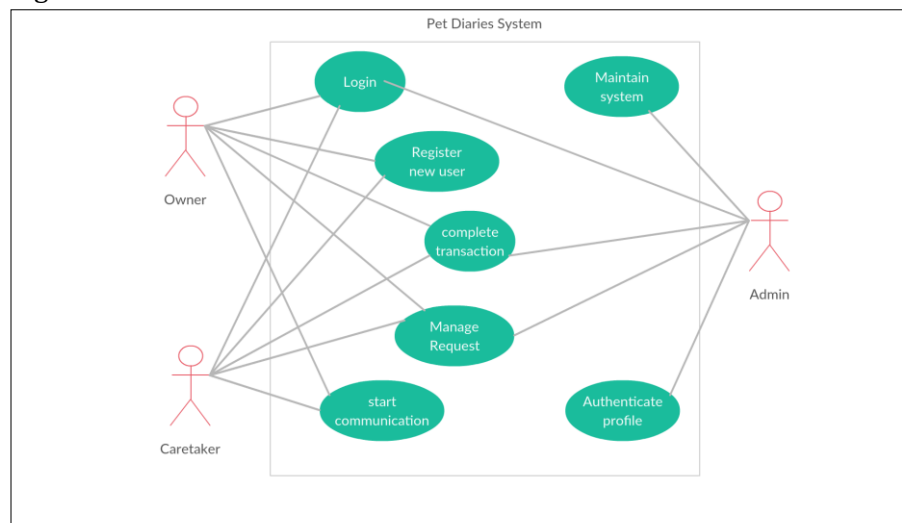 Pet Diaries System
Login
Maintain
system
Register
new user
Owner
complete
transaction
Admin
Manage
Request
start
communication
Authenticate
profile
Caretaker